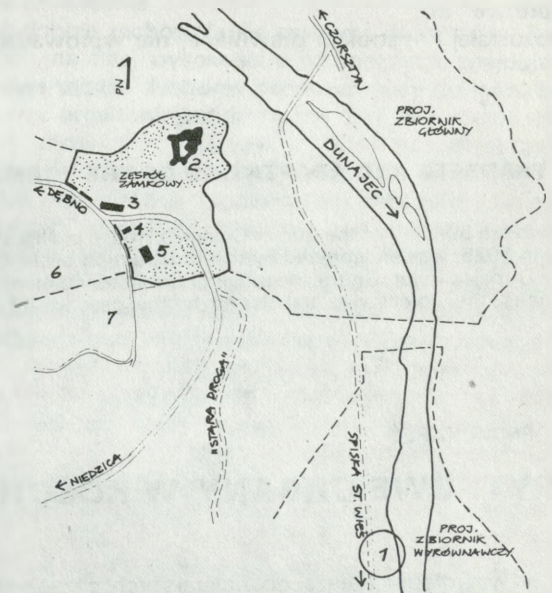 PN
← CZORSZTYN
PROJ.
ZBIORNIK
GŁÓWNY
DUNAJEC →
2
ZESPÓŁ
ZAMKOWY
← DĘBNO
3
4
5
6
7
"STARA DROGA"
← NIEDZICA
SPISKA ST. WIEŚ
1
PROJ.
ZBIORNIK
WYRÓWNAWCZY